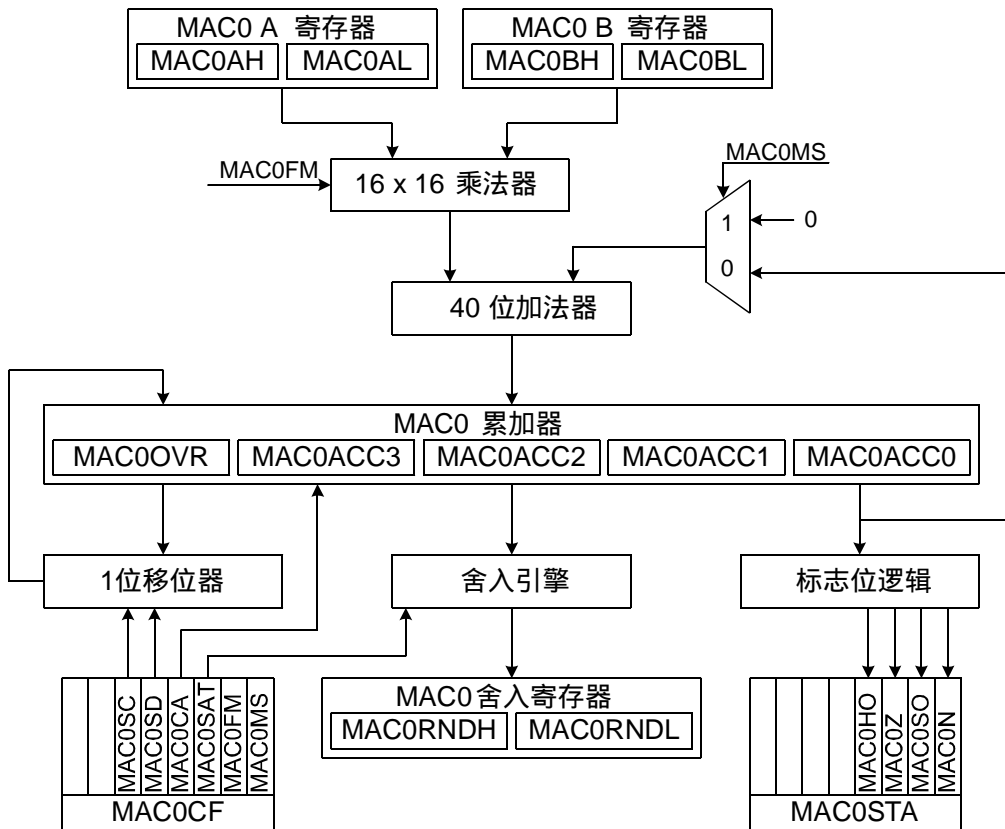 MAC0 A 寄存器
MAC0AH MAC0AL
MAC0 B 寄存器
MAC0BH MAC0BL
MAC0FM
16 x 16 乘法器
MAC0MS
1
0
0
40 位加法器
MAC0 累加器
MAC0OVR MAC0ACC3 MAC0ACC2 MAC0ACC1 MAC0ACC0
1位移位器
舍入引擎
标志位逻辑
MAC0SC
MAC0SD
MAC0CA
MAC0SAT
MAC0FM
MAC0MS
MAC0CF
MAC0 舍入寄存器
MAC0RNDH MAC0RNDL
MAC0HO
MAC0Z
MAC0SO
MAC0N
MAC0STA